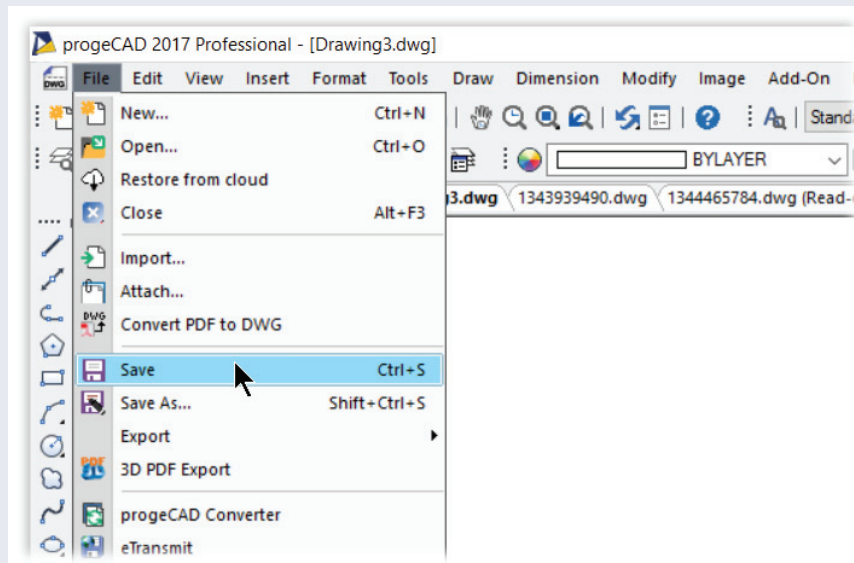 progeCAD 2017 Professional - [Drawing3.dwg]
DWG File Edit View Insert Format Tools Draw Dimension Modify Image Add-On
New... Ctrl+N
Stand
Open... Ctrl+O
BYLAYER
Restore from cloud
3.dwg 1343939490.dwg 1344465784.dwg (Read-
Close Alt+F3
Import...
Attach...
DWG Convert PDF to DWG
Save Ctrl+S
Save As... Shift+Ctrl+S
Export
PDF 3D PDF Export
progeCAD Converter
eTransmit